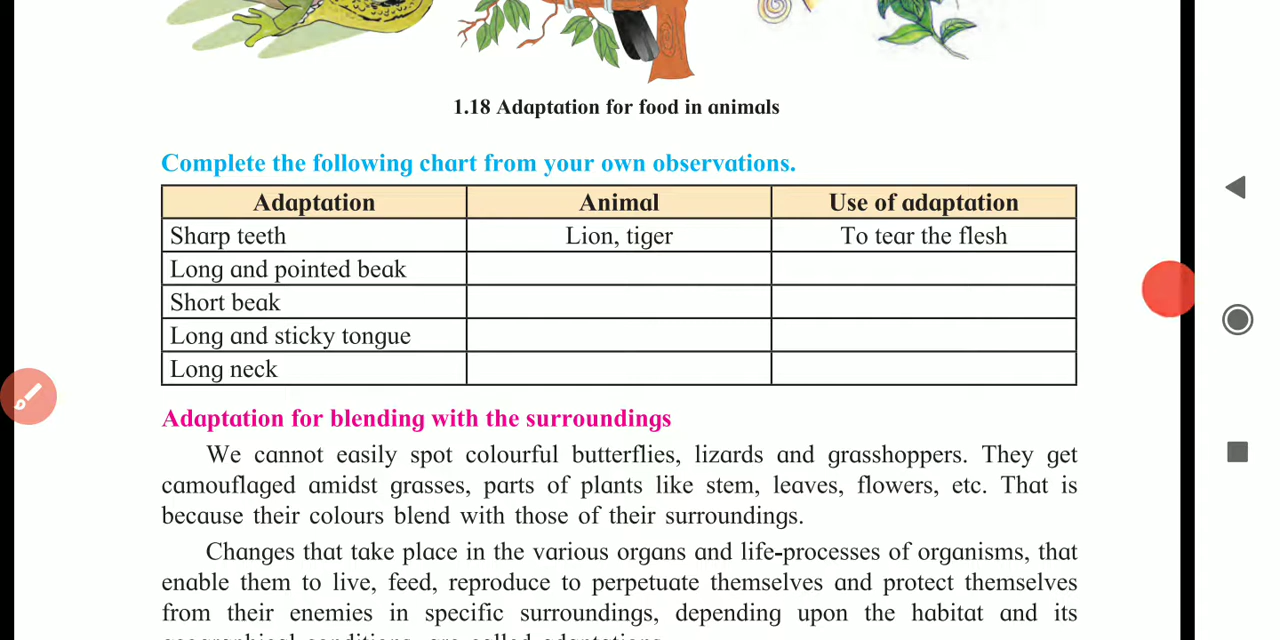 1.18 Adaptation for food in animals
Complete the following chart from your own observations.
Adaptation Animal Use of adaptation
Sharp teeth Lion, tiger To tear the flesh
Long and pointed beak
Short beak
Long and sticky tongue
Long neck
Adaptation for blending with the surroundings
We cannot easily spot colourful butterflies, lizards and grasshoppers. They get
camouflaged amidst grasses, parts of plants like stem, leaves, flowers, etc. That is
because their colours blend with those of their surroundings.
Changes that take place in the various organs and life-processes of organisms, that
enable them to live, feed, reproduce to perpetuate themselves and protect themselves
from their enemies in specific surroundings, depending upon the habitat and its
geographical conditions, are called adaptations.